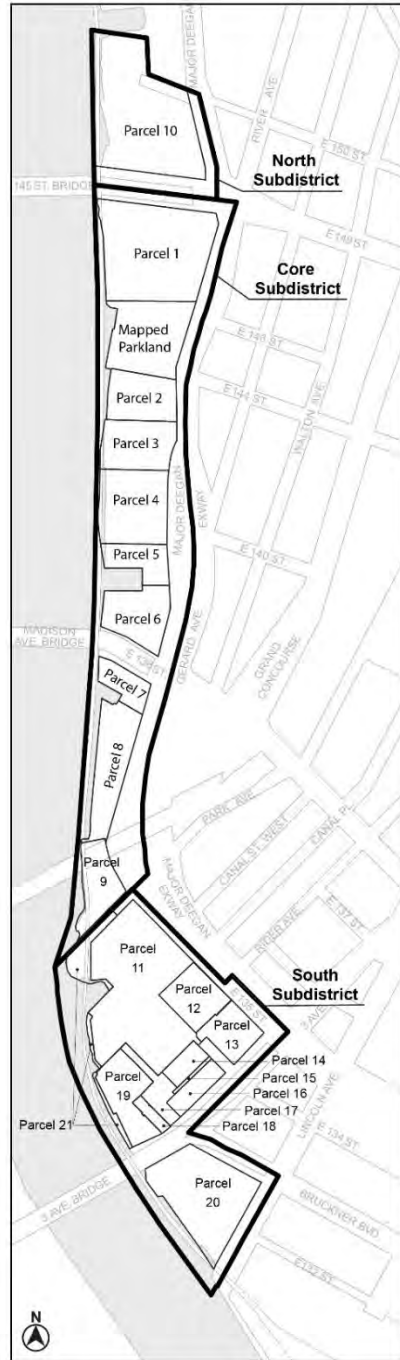 MAJOR DEEGAN
RIVER AVE
Parcel 10
E 150 ST.
North
Subdistrict
145 ST. BRIDGE
E 149 ST.
Parcel 1
Core
Subdistrict
Mapped
Parkland
E 146 ST.
Parcel 2
E 144 ST.
WALTON AVE
Parcel 3
Parcel 4
MAJOR DEEGAN
EXWAY
Parcel 5
E 140 ST.
Parcel 6
MADISON
AVE. BRIDGE
E 138 ST.
GERARD AVE
GRAND
CONCOURSE
Parcel 7
Parcel 8
PARK AVE
CANAL PL
CANAL ST. WEST
Parcel
9
MAJOR DEEGAN
EXWAY
RIDER AVE
E 137 ST.
Parcel
11
South
Subdistrict
E 135 ST.
3 AVE
Parcel
12
Parcel
13
LINCOLN AVE
Parcel 14
Parcel 15
Parcel
19
Parcel 16
Parcel 17
Parcel 21
Parcel 18
E 134 ST.
3 AVE. BRIDGE
Parcel
20
BRUCKNER BLVD.
E 132 ST.
N